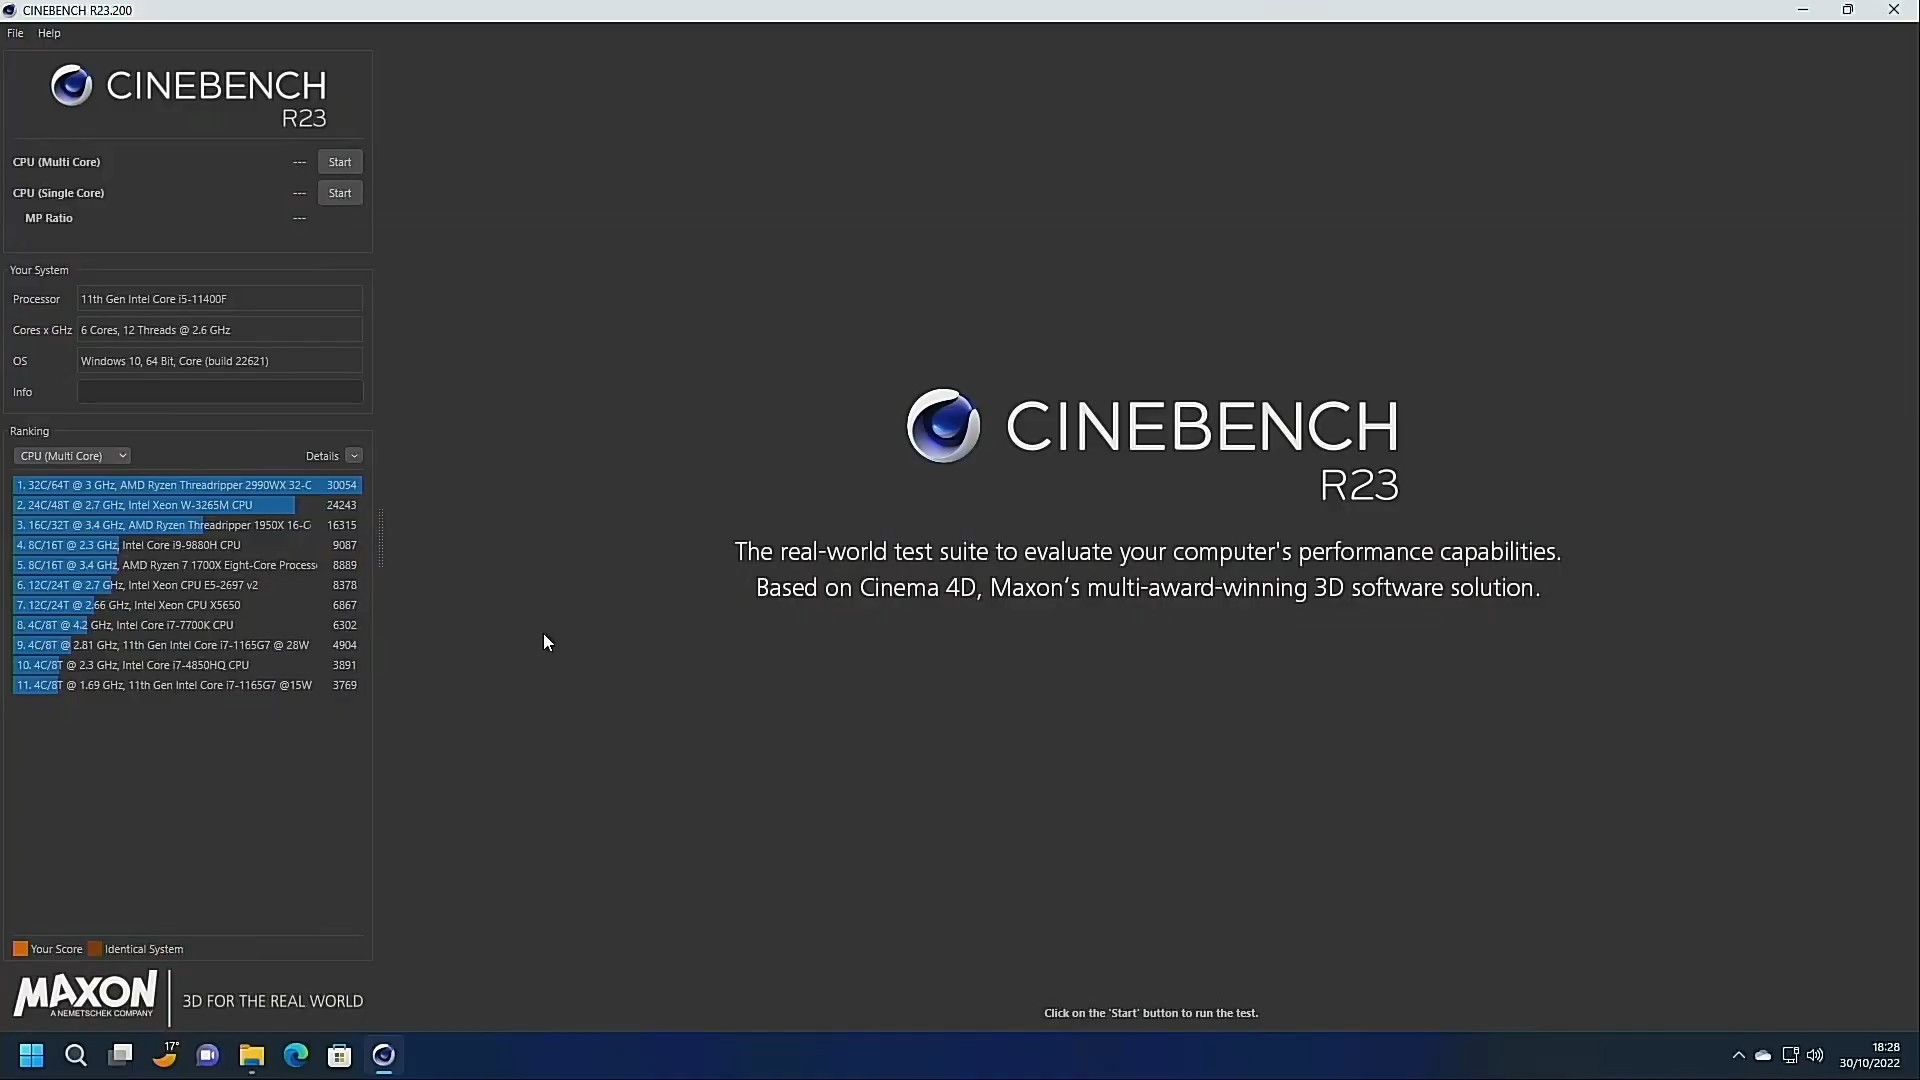 CINEBENCH R23.200
File Help
CINEBENCH
R23
CPU (Multi Core) --- Start
CPU (Single Core) --- Start
MP Ratio ---
Your System
Processor 11th Gen Intel Core i5-11400F
Cores x GHz 6 Cores, 12 Threads @ 2.6 GHz
OS Windows 10, 64 Bit, Core (build 22621)
Info
Ranking
CPU (Multi Core) Details
1. 32C/64T @ 3 GHz, AMD Ryzen Threadripper 2990WX 32-C 30054
2. 24C/48T @ 2.7 GHz, Intel Xeon W-3265M CPU 24243
3. 16C/32T @ 3.4 GHz, AMD Ryzen Threadripper 1950X 16-C 16315
4. 8C/16T @ 2.3 GHz, Intel Core i9-9880H CPU 9087
5. 8C/16T @ 3.4 GHz, AMD Ryzen 7 1700X Eight-Core Process 8889
6. 12C/24T @ 2.7 GHz, Intel Xeon CPU E5-2697 v2 8378
7. 12C/24T @ 2.66 GHz, Intel Xeon CPU X5650 6867
8. 4C/8T @ 4.2 GHz, Intel Core i7-7700K CPU 6302
9. 4C/8T @ 2.81 GHz, 11th Gen Intel Core i7-1165G7 @ 28W 4904
10. 4C/8T @ 2.3 GHz, Intel Core i7-4850HQ CPU 3891
11. 4C/8T @ 1.69 GHz, 11th Gen Intel Core i7-1165G7 @15W 3769
Your Score Identical System
MAXON
A NEMETSCHEK COMPANY
3D FOR THE REAL WORLD
CINEBENCH
R23
The real-world test suite to evaluate your computer's performance capabilities.
Based on Cinema 4D, Maxon’s multi-award-winning 3D software solution.
Click on the 'Start' button to run the test.
17°
18:28
30/10/2022